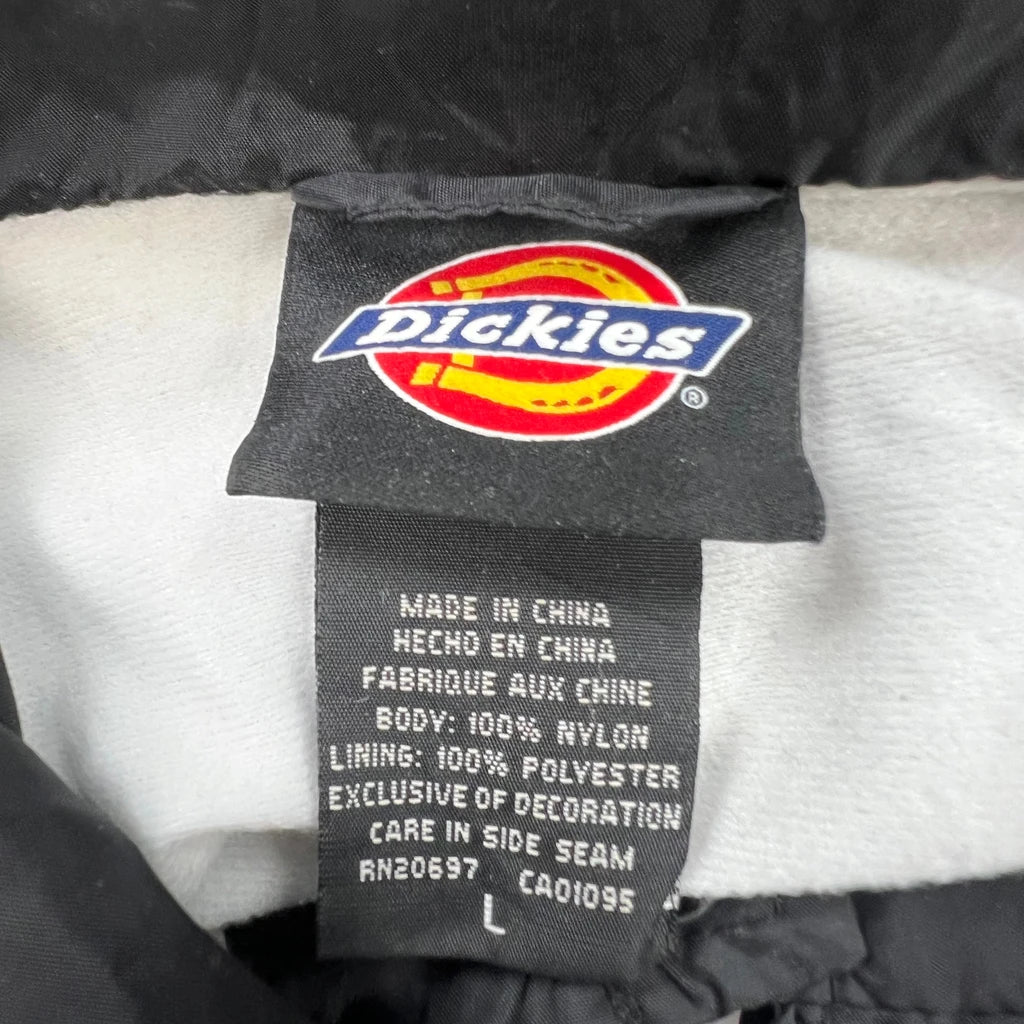 Dickies
®
MADE IN CHINA
HECHO EN CHINA
FABRIQUE AUX CHINE
BODY: 100% NYLON
LINING: 100% POLYESTER
EXCLUSIVE OF DECORATION
CARE IN SIDE SEAM
RN20697 CA01095
L